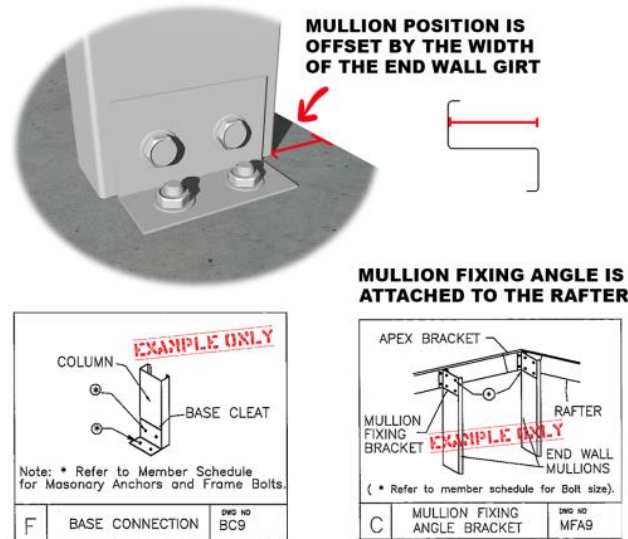 MULLION POSITION IS
OFFSET BY THE WIDTH
OF THE END WALL GIRT
MULLION FIXING ANGLE IS
ATTACHED TO THE RAFTER
EXAMPLE ONLY
COLUMN
BASE CLEAT
Note: * Refer to Member Schedule
for Masonary Anchors and Frame Bolts.
F
BASE CONNECTION
DWG NO
BC9
APEX BRACKET
RAFTER
MULLION
FIXING
BRACKET
EXAMPLE ONLY
END WALL
MULLIONS
( * Refer to member schedule for Bolt size).
C
MULLION FIXING
ANGLE BRACKET
DWG NO
MFA9